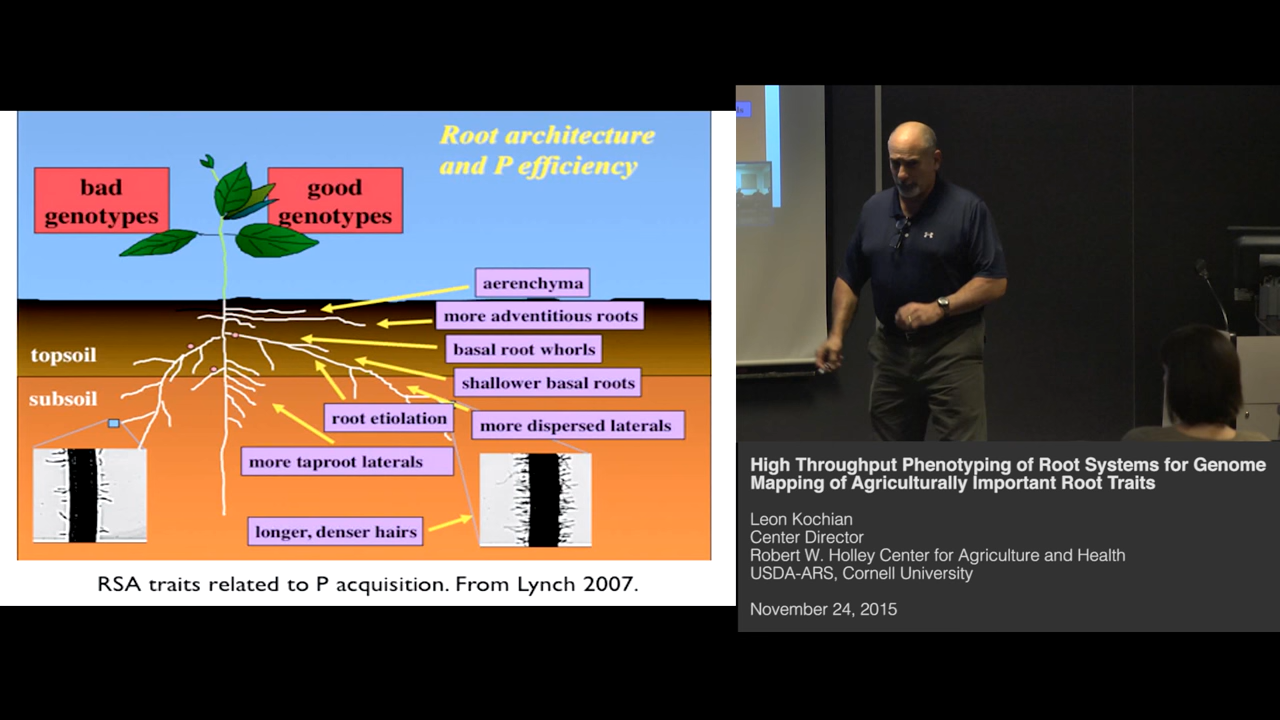 Root architecture
and P efficiency
bad
genotypes
good
genotypes
aerenchyma
more adventitious roots
basal root whorls
topsoil
shallower basal roots
subsoil
root etiolation
more dispersed laterals
more taproot laterals
longer, denser hairs
RSA traits related to P acquisition. From Lynch 2007.
High Throughput Phenotyping of Root Systems for Genome
Mapping of Agriculturally Important Root Traits
Leon Kochian
Center Director
Robert W. Holley Center for Agriculture and Health
USDA-ARS, Cornell University
November 24, 2015